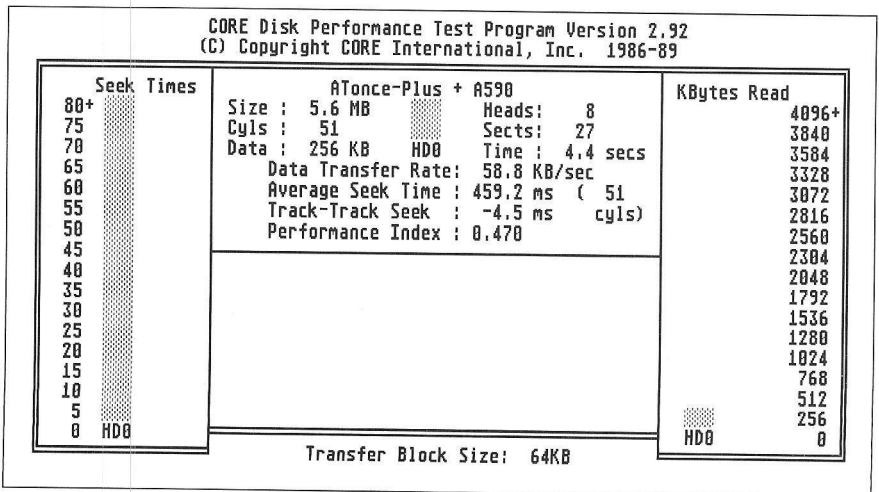 CORE Disk Performance Test Program Version 2.92
(C) Copyright CORE International, Inc. 1986-89
Seek Times
80+
75
70
65
60
55
50
45
40
35
30
25
20
15
10
5
0 HD0
ATonce-Plus + A590
Size : 5.6 MB Heads: 8
Cyls : 51 Sects: 27
Data : 256 KB HD0 Time : 4.4 secs
Data Transfer Rate: 58.8 KB/sec
Average Seek Time : 459.2 ms ( 51
Track-Track Seek : -4.5 ms cyls)
Performance Index : 0.470
KBytes Read
4096+
3840
3584
3328
3072
2816
2560
2304
2048
1792
1536
1280
1024
768
512
256
HD0 0
Transfer Block Size: 64KB